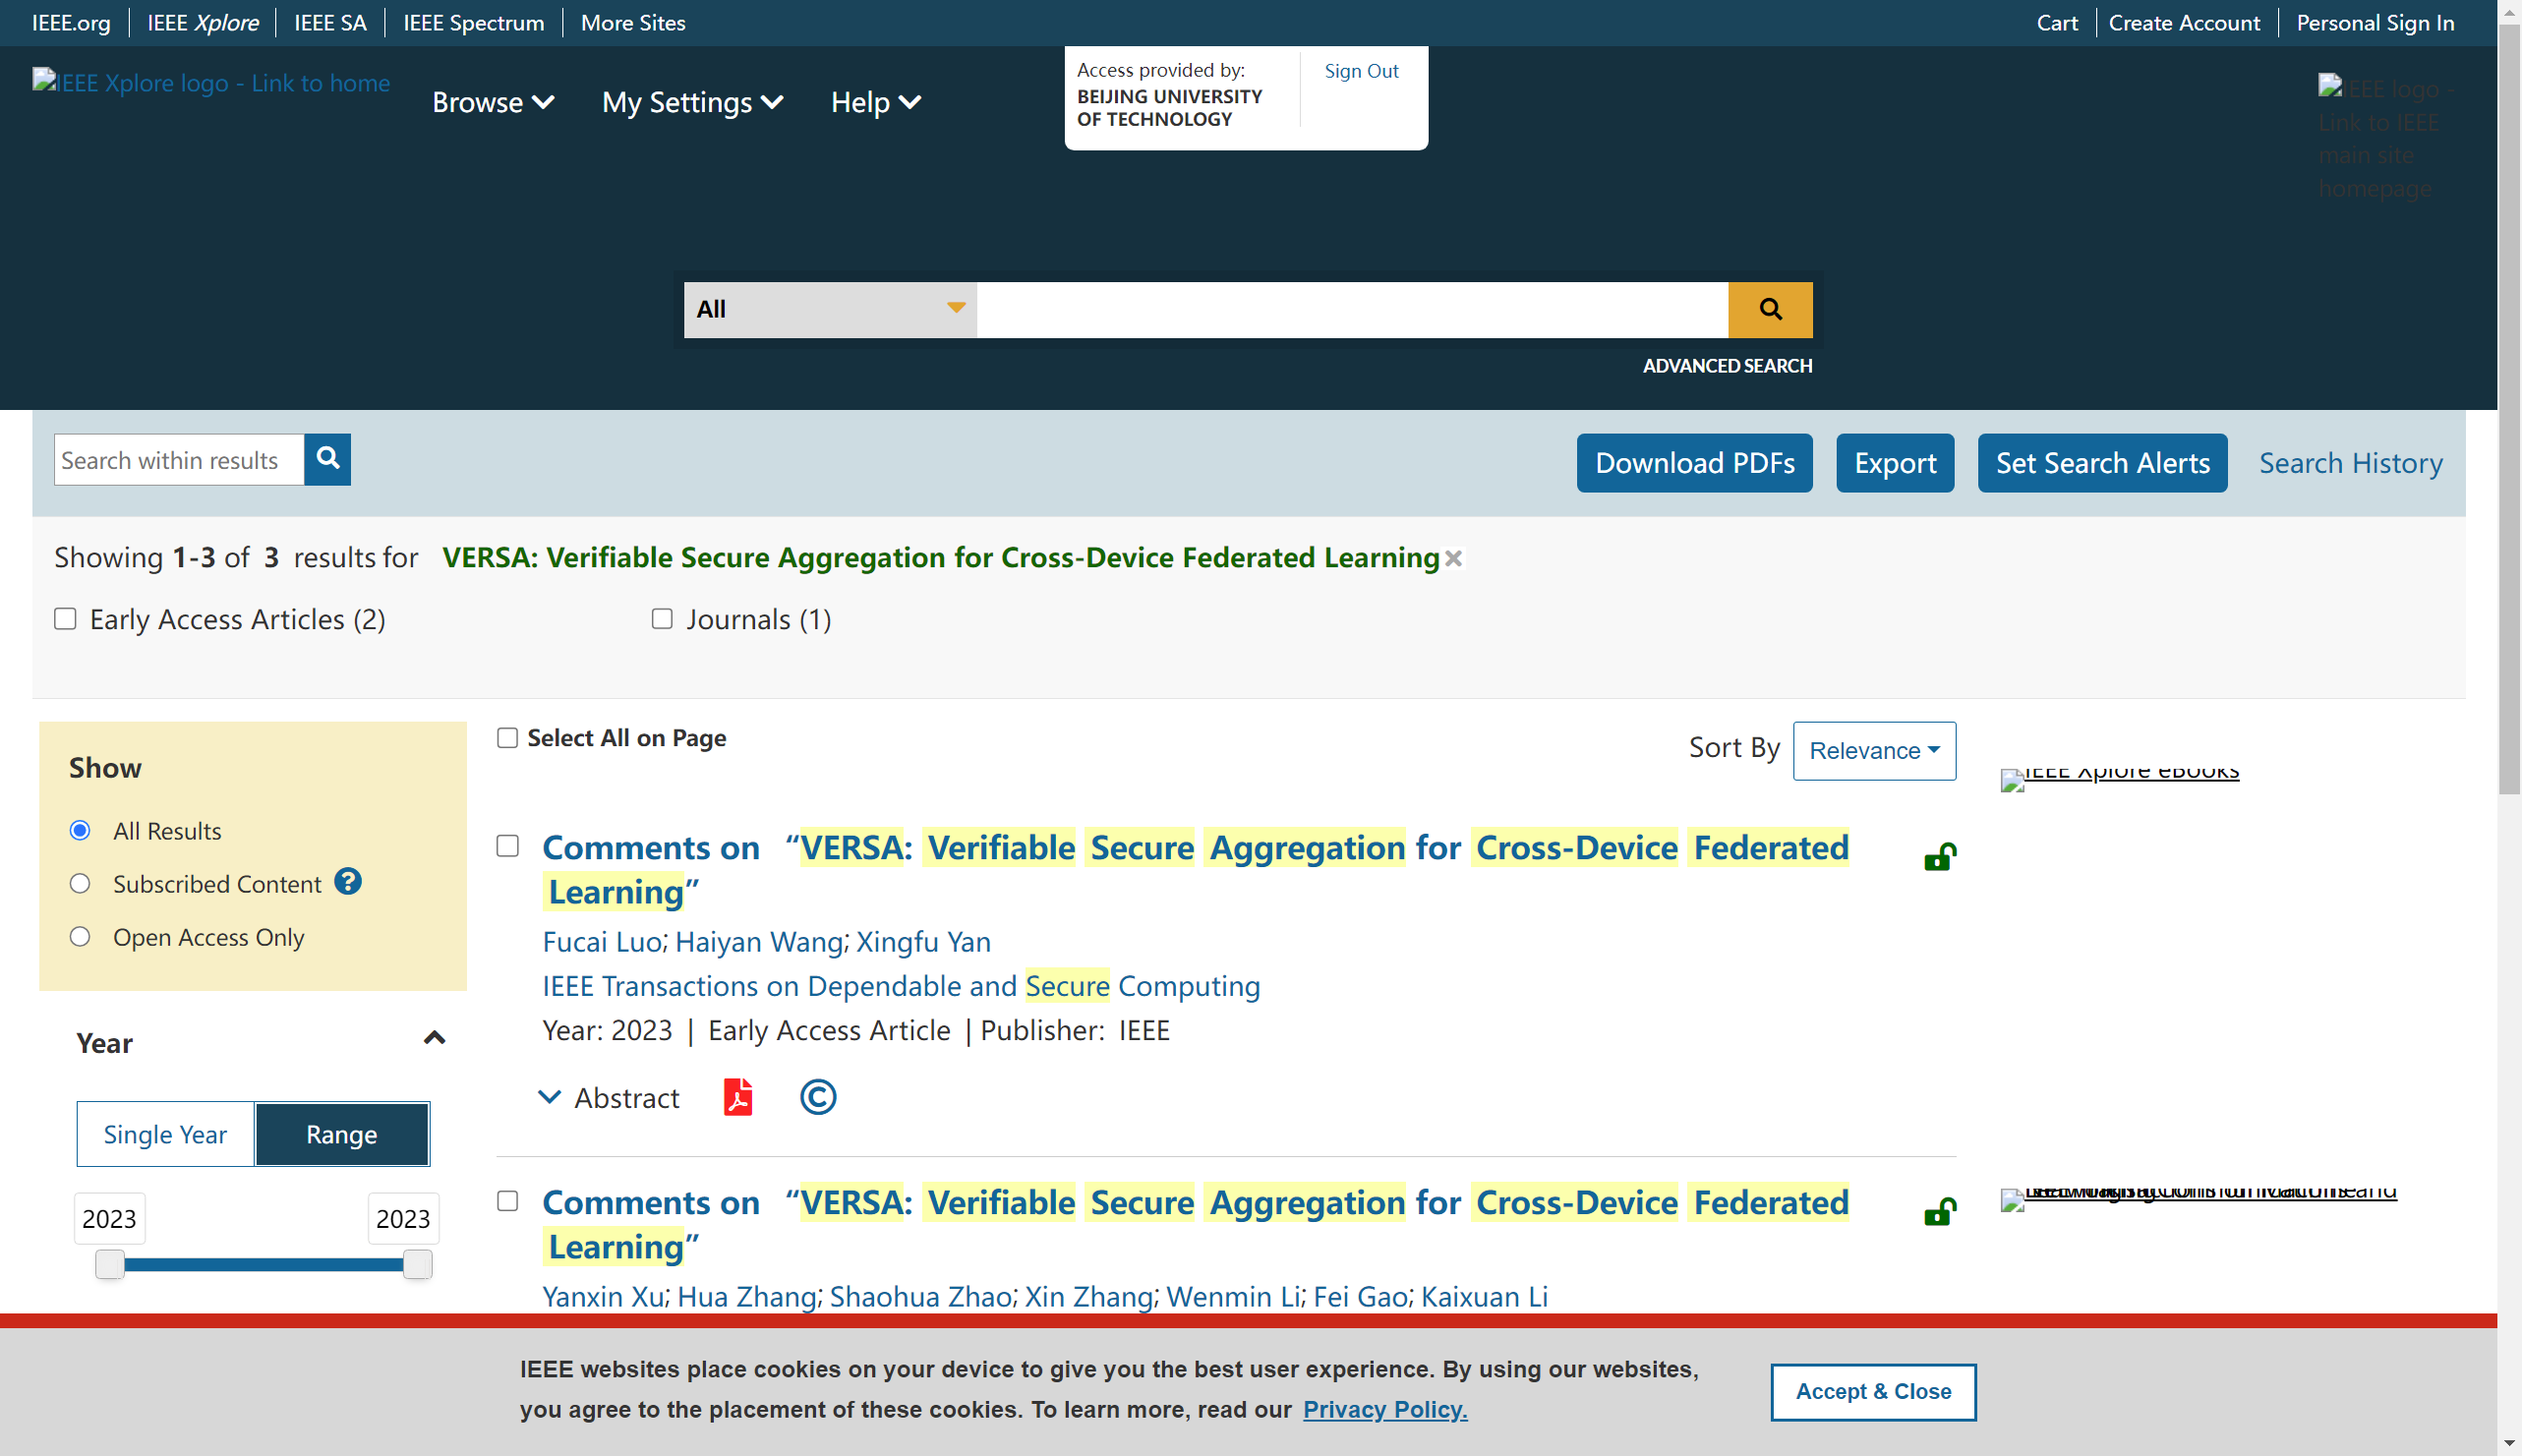 IEEE.org IEEE Xplore IEEE SA IEEE Spectrum More Sites Cart Create Account Personal Sign In
IEEE Xplore logo - Link to home
Browse My Settings Help
Access provided by:
BEIJING UNIVERSITY
OF TECHNOLOGY
Sign Out
IEEE logo -
Link to IEEE
main site
homepage
All
ADVANCED SEARCH
Search within results
Download PDFs Export Set Search Alerts Search History
Showing 1-3 of 3 results for VERSA: Verifiable Secure Aggregation for Cross-Device Federated Learning
Early Access Articles (2) Journals (1)
Show
All Results
Subscribed Content ?
Open Access Only
Year
Single Year Range
2023 2023
Select All on Page
Sort By Relevance
Comments on “VERSA: Verifiable Secure Aggregation for Cross-Device Federated
Learning”
Fucai Luo; Haiyan Wang; Xingfu Yan
IEEE Transactions on Dependable and Secure Computing
Year: 2023 | Early Access Article | Publisher: IEEE
Abstract ©
Comments on “VERSA: Verifiable Secure Aggregation for Cross-Device Federated
Learning”
Yanxin Xu; Hua Zhang; Shaohua Zhao; Xin Zhang; Wenmin Li; Fei Gao; Kaixuan Li
IEEE Xplore eBooks
IEEE websites place cookies on your device to give you the best user experience. By using our websites,
you agree to the placement of these cookies. To learn more, read our Privacy Policy.
Accept & Close